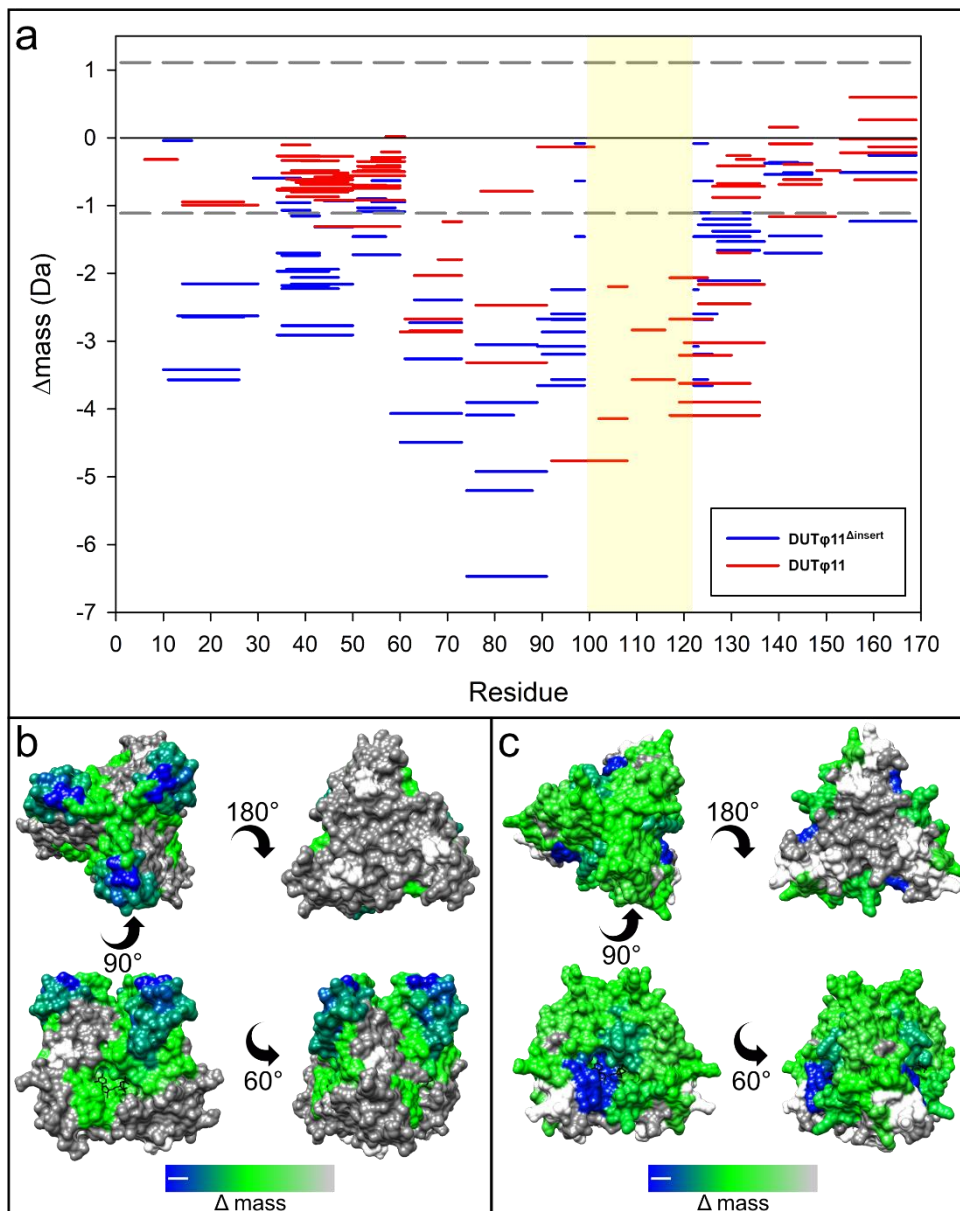 a
1
0
-1
-2
-3
-4
-5
-6
-7
Δmass (Da)
0 10 20 30 40 50 60 70 80 90 100 110 120 130 140 150 160 170
Residue
DUTφ11^Δinsert
DUTφ11
b
180°
90°
60°
Δ mass
c
180°
90°
60°
Δ mass